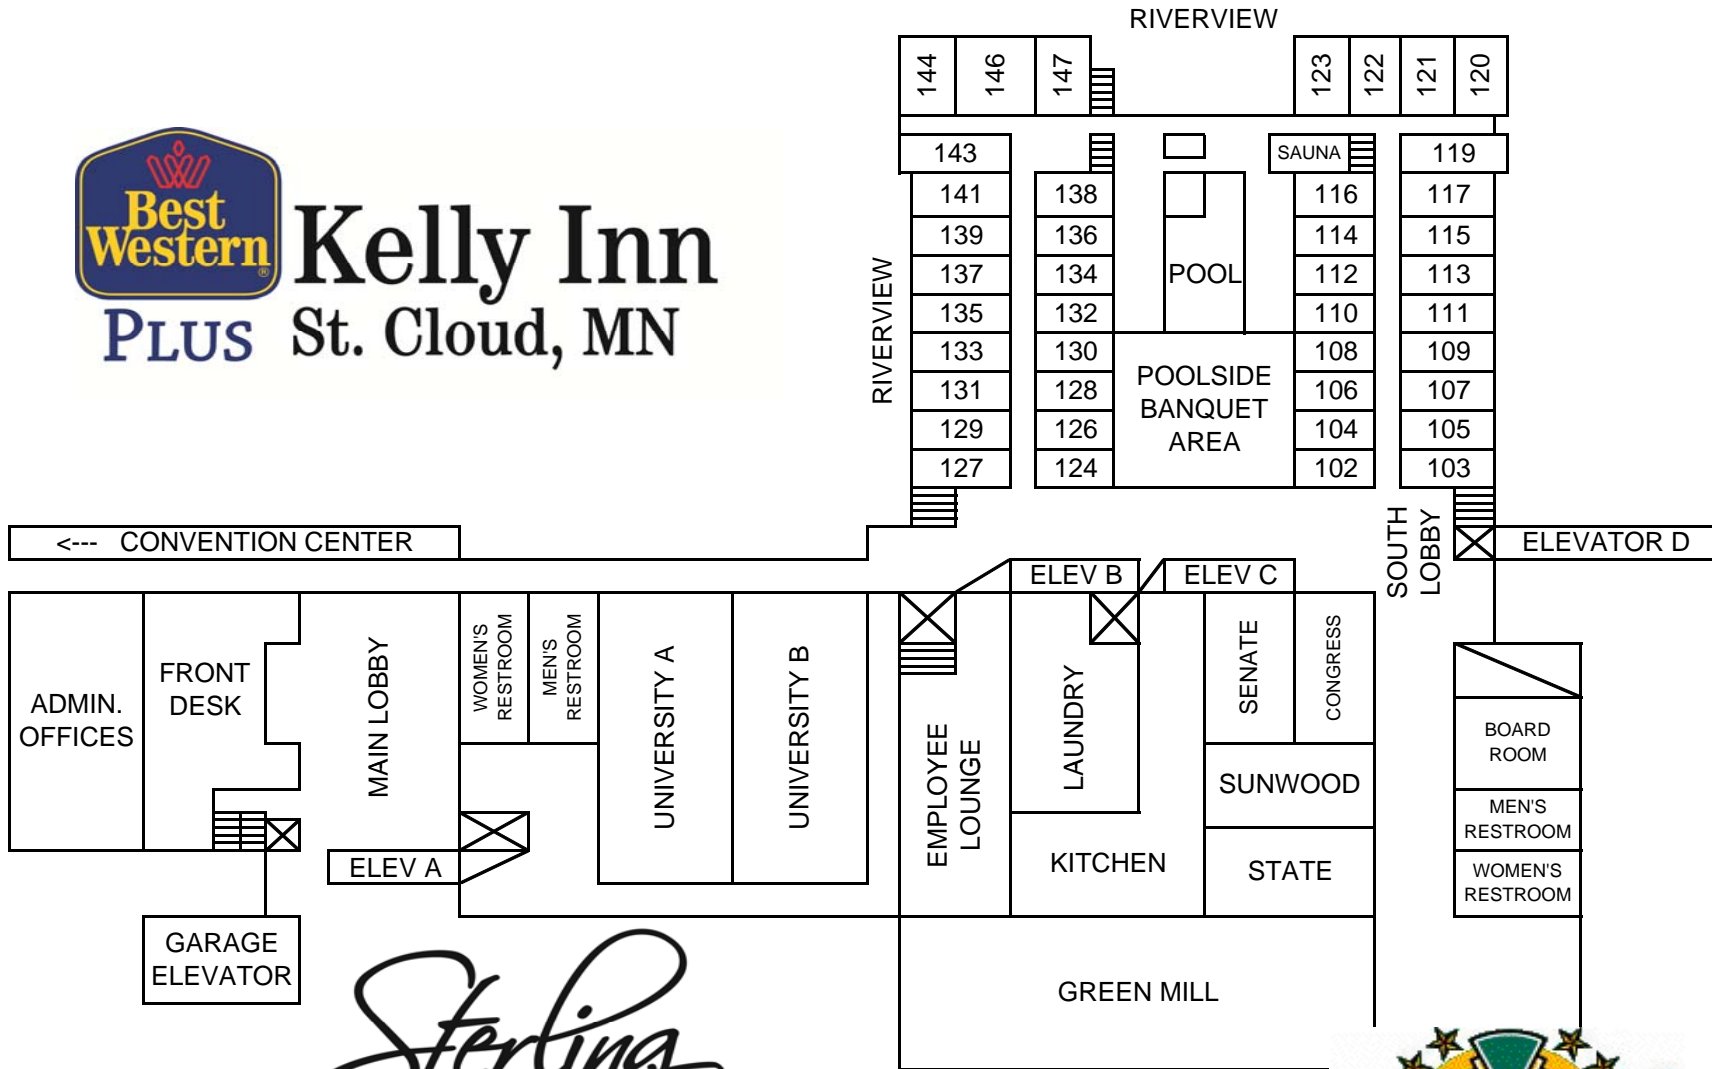 RIVERVIEW
144
146
147
123
122
121
120
143
SAUNA
119
141
138
116
117
139
136
114
115
137
134
POOL
112
113
135
132
110
111
133
130
108
109
131
128
106
107
129
126
104
105
127
124
102
103
POOLSIDE
BANQUET
AREA
RIVERVIEW
Best
Western
®
PLUS
Kelly Inn
St. Cloud, MN
<--- CONVENTION CENTER
SOUTH
LOBBY
ELEVATOR D
ELEV B
ELEV C
ADMIN.
OFFICES
FRONT
DESK
MAIN LOBBY
WOMEN'S
RESTROOM
MEN'S
RESTROOM
UNIVERSITY A
UNIVERSITY B
EMPLOYEE
LOUNGE
LAUNDRY
KITCHEN
SENATE
CONGRESS
SUNWOOD
STATE
BOARD
ROOM
MEN'S
RESTROOM
WOMEN'S
RESTROOM
ELEV A
GARAGE
ELEVATOR
GREEN MILL
Sterling